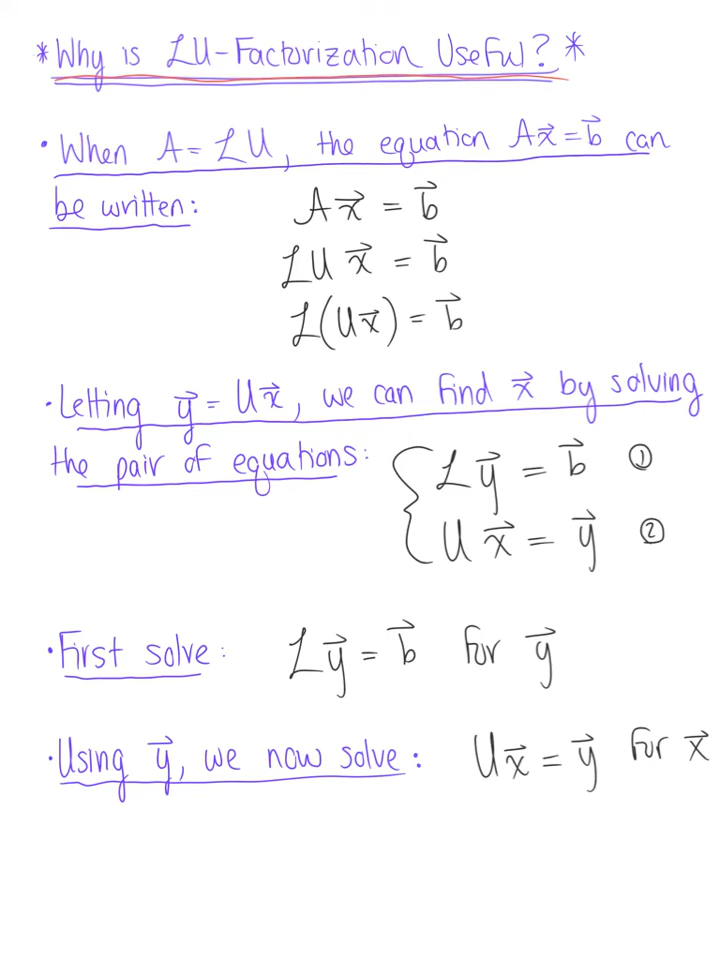 *Why is LU-Factorization Useful?*
• When A = LU, the equation Ax⃗ = b⃗ can
be written:
Ax⃗ = b⃗
LUx⃗ = b⃗
L(Ux⃗) = b⃗
• Letting y⃗ = Ux⃗, we can find x⃗ by solving
the pair of equations:
{ Ly⃗ = b⃗ ①
Ux⃗ = y⃗ ②
• First solve: Ly⃗ = b⃗ for y⃗
• Using y⃗, we now solve: Ux⃗ = y⃗ for x⃗